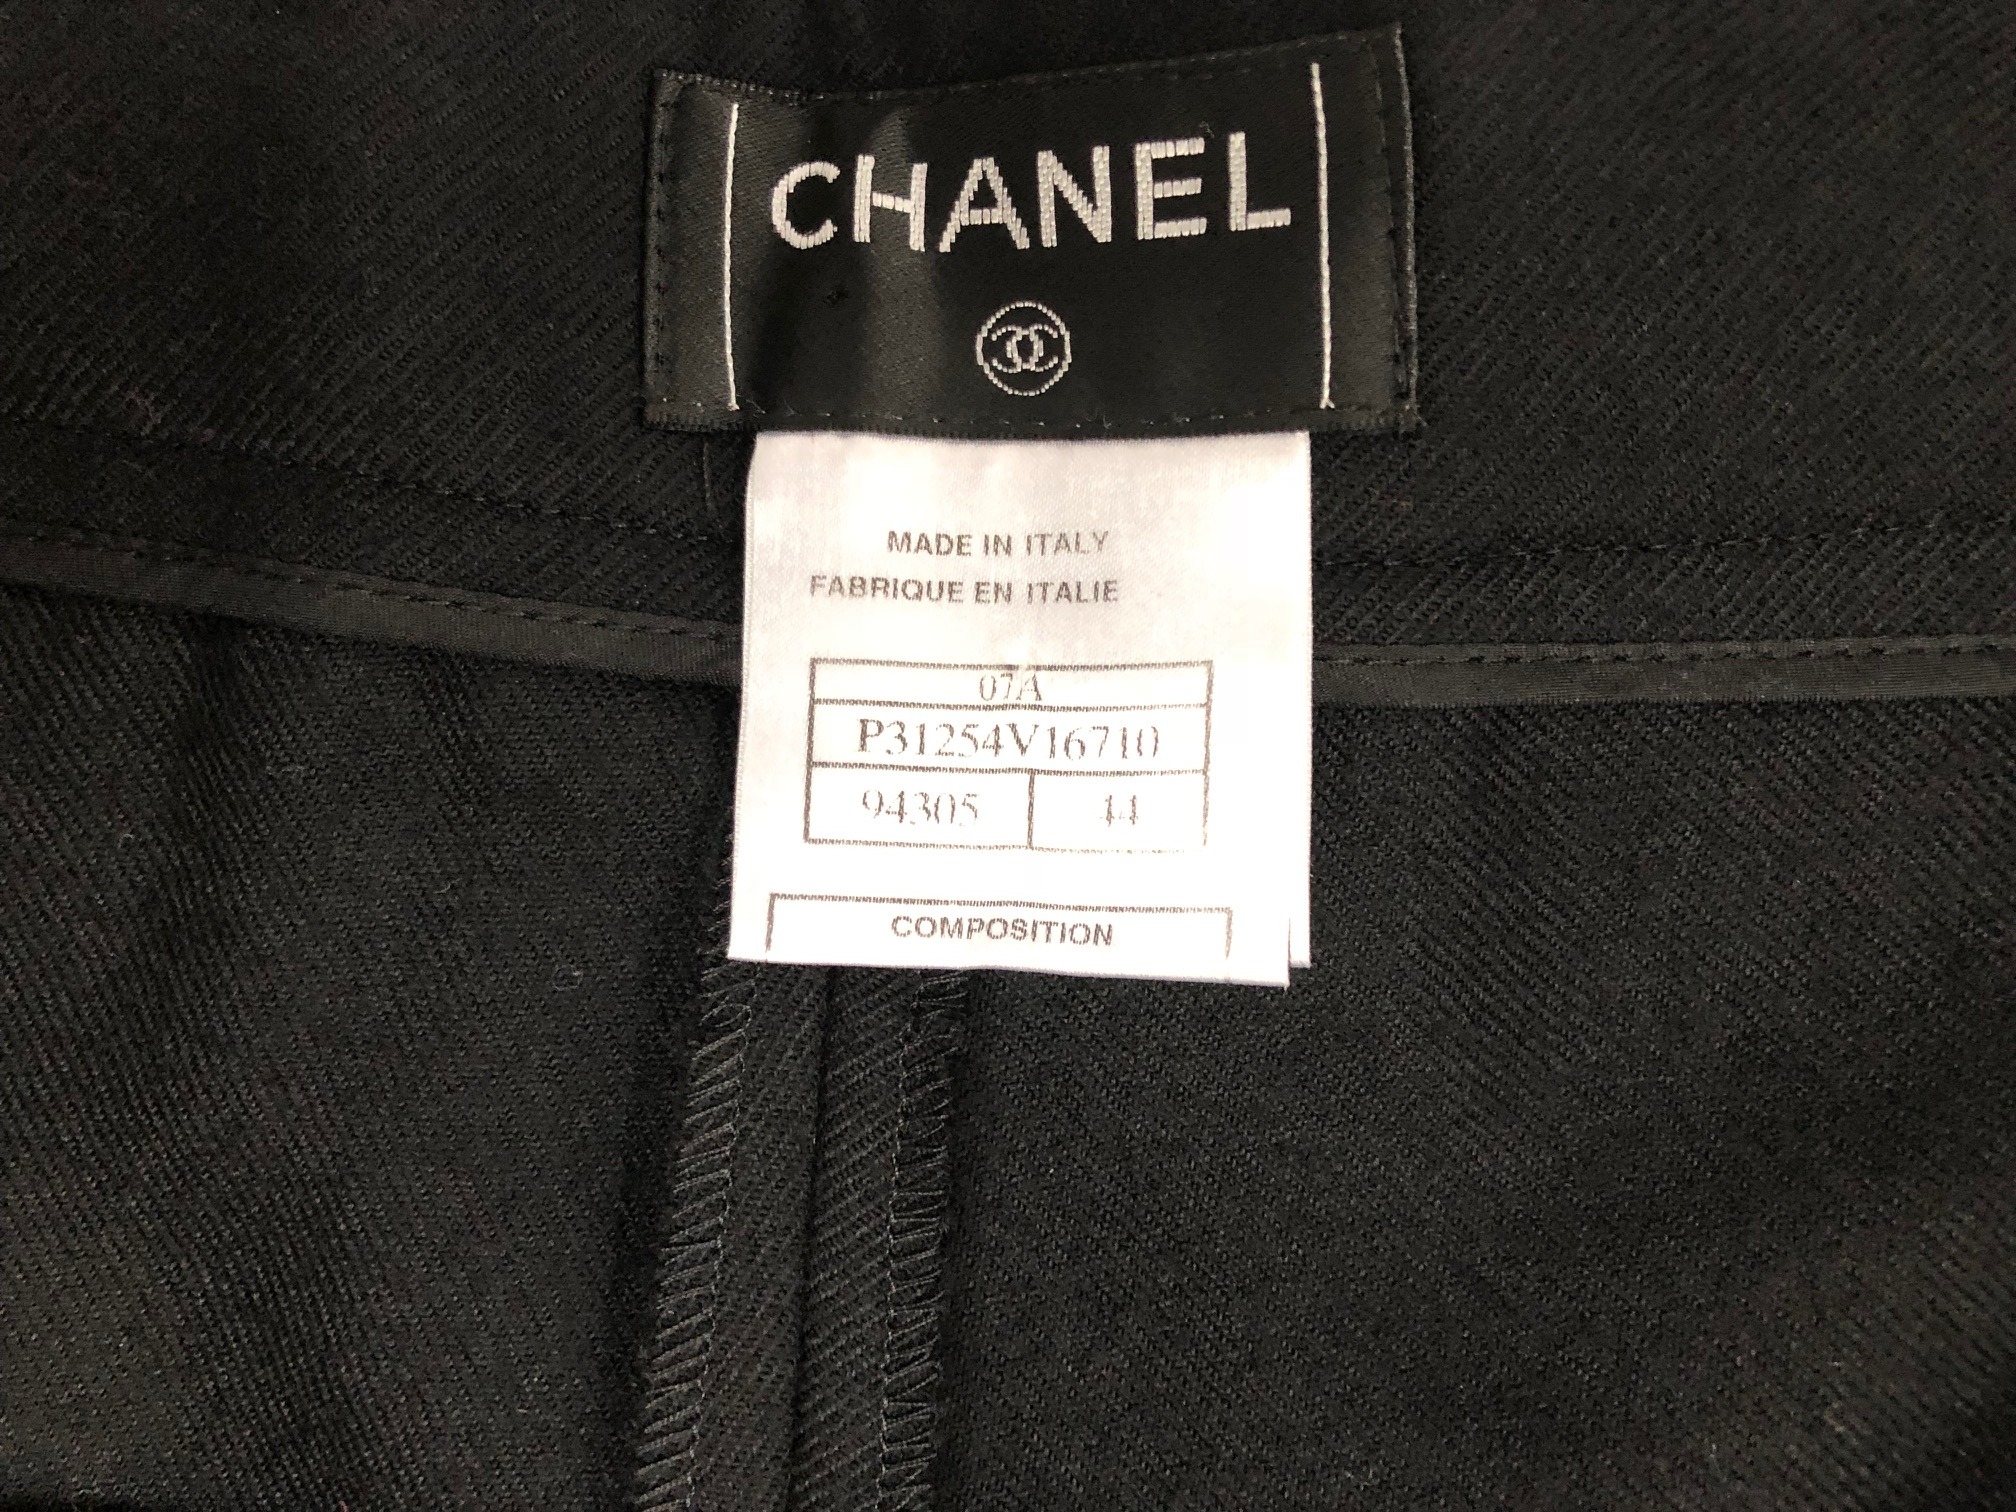 CHANEL
MADE IN ITALY
FABRIQUE EN ITALIE
07A
P31254V16710
94305 44
COMPOSITION